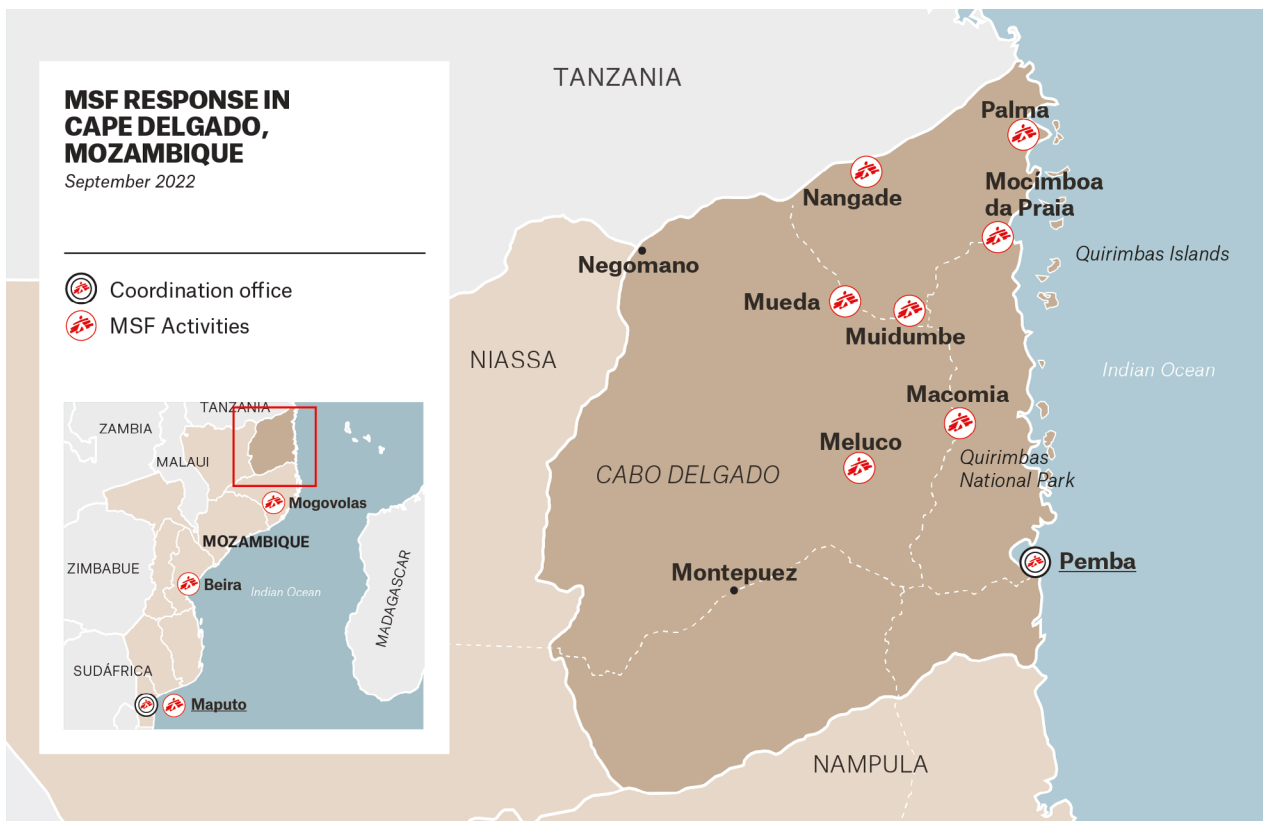 MSF RESPONSE IN
CAPE DELGADO,
MOZAMBIQUE
September 2022
Coordination office
MSF Activities
TANZANIA
ZAMBIA
MALAUI
Mogovolas
MOZAMBIQUE
ZIMBABUE
Beira
Indian Ocean
MADAGASCAR
SUDÁFRICA
Maputo
TANZANIA
Palma
Nangade
Mocimboa
da Praia
Negomano
Quirimbas Islands
Mueda
Muidumbe
NIASSA
Indian Ocean
Macomia
Meluco
CABO DELGADO
Quirimbas
National Park
Pemba
Montepuez
NAMPULA